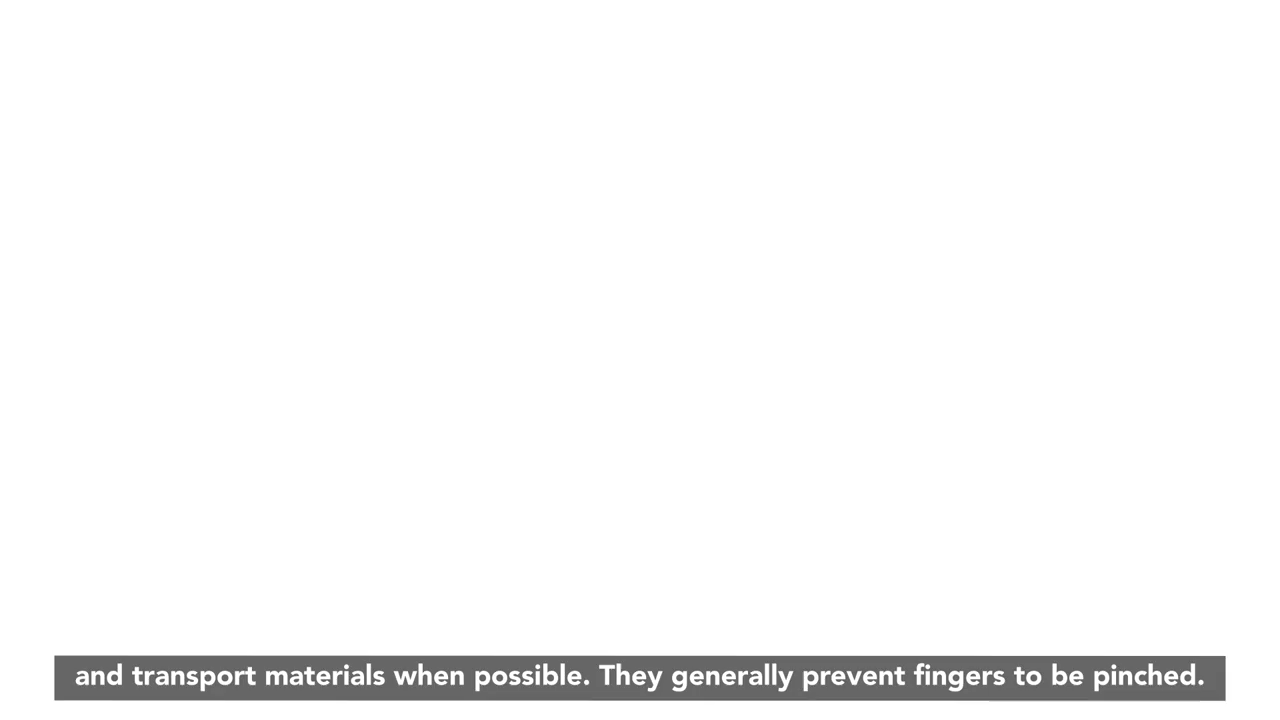 and transport materials when possible. They generally prevent fingers to be pinched.